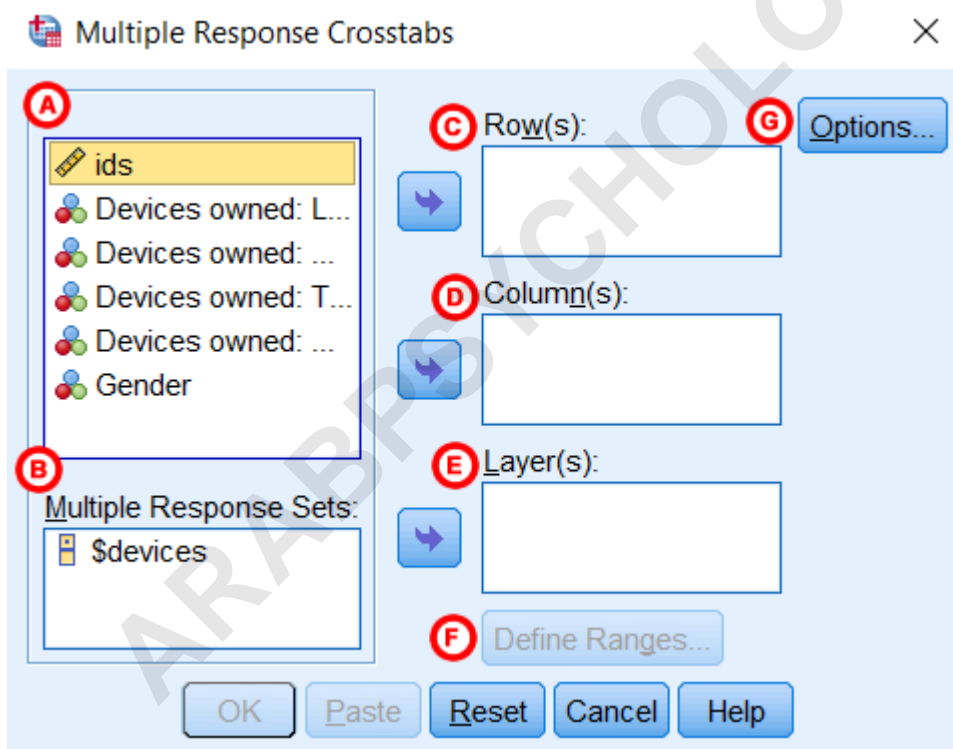 Multiple Response Crosstabs
A
ids
Devices owned: L...
Devices owned: ...
Devices owned: T...
Devices owned: ...
Gender
B
Multiple Response Sets:
$devices
C Row(s):
D Column(s):
E Layer(s):
F Define Ranges...
G Options...
OK Paste Reset Cancel Help
ARABPSYCHOLO